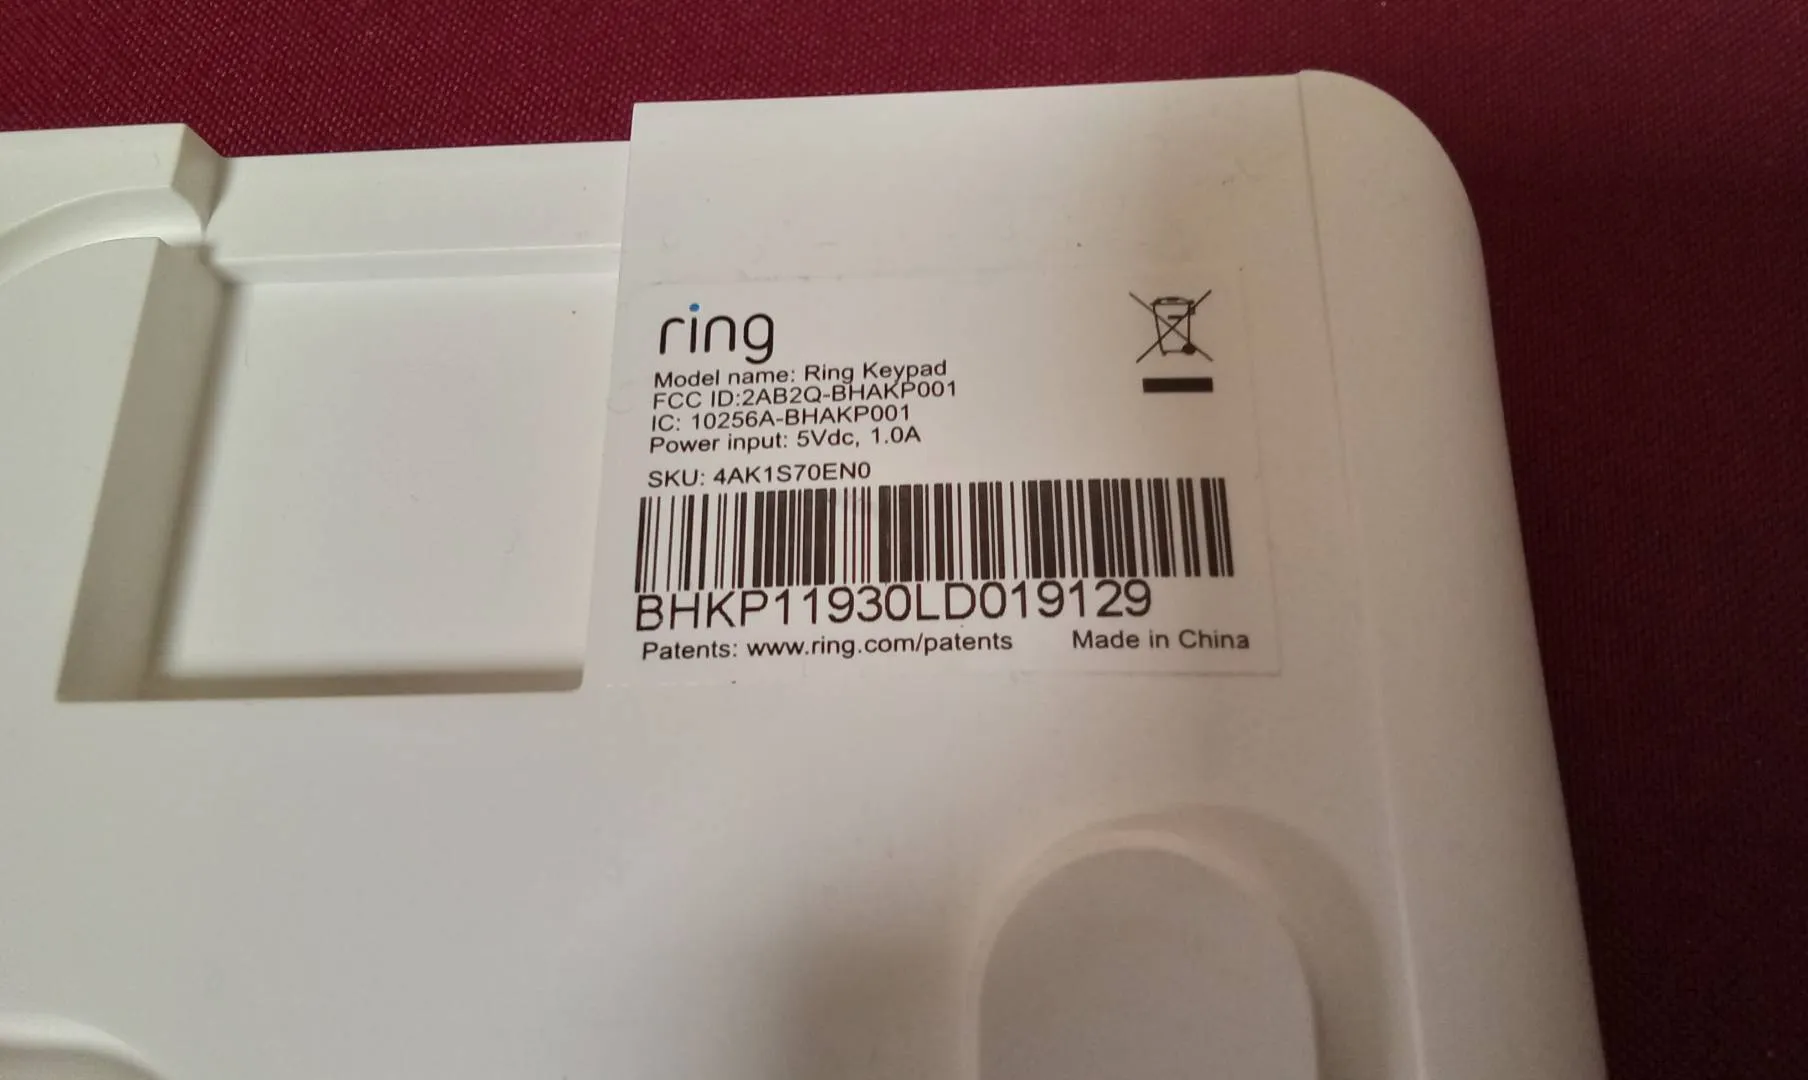 ring
Model name: Ring Keypad
FCC ID:2AB2Q-BHAKP001
IC: 10256A-BHAKP001
Power input: 5Vdc, 1.0A
SKU: 4AK1S70EN0
BHKP11930LD019129
Patents: www.ring.com/patents Made in China